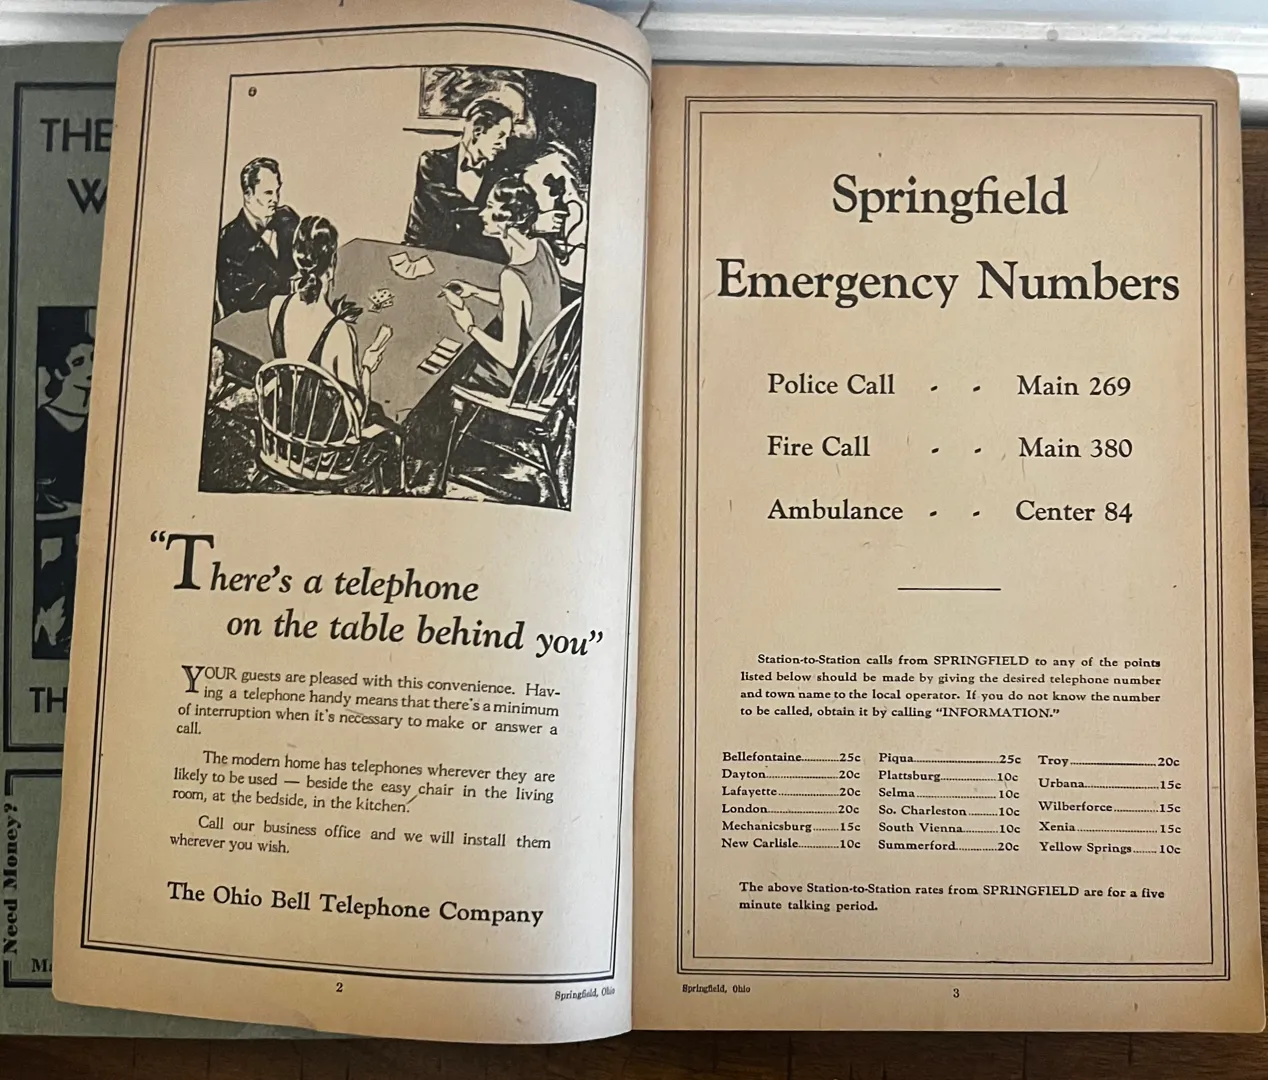 THE
W
TH
Need Money?
M
"There's a telephone
on the table behind you"
YOUR guests are pleased with this convenience. Hav-
ing a telephone handy means that there's a minimum
of interruption when it's necessary to make or answer a
call.
The modern home has telephones wherever they are
likely to be used — beside the easy chair in the living
room, at the bedside, in the kitchen.
Call our business office and we will install them
wherever you wish.
The Ohio Bell Telephone Company
2
Springfield, Ohio
Springfield
Emergency Numbers
Police Call - - Main 269
Fire Call - - Main 380
Ambulance - - Center 84
Station-to-Station calls from SPRINGFIELD to any of the points
listed below should be made by giving the desired telephone number
and town name to the local operator. If you do not know the number
to be called, obtain it by calling "INFORMATION."
Bellefontaine............25c
Dayton............20c
Lafayette............20c
London............20c
Mechanicsburg............15c
New Carlisle............10c
Piqua............25c
Plattsburg............10c
Selma............10c
So. Charleston............10c
South Vienna............10c
Summerford............20c
Troy............20c
Urbana............15c
Wilberforce............15c
Xenia............15c
Yellow Springs............10c
The above Station-to-Station rates from SPRINGFIELD are for a five
minute talking period.
Springfield, Ohio
3